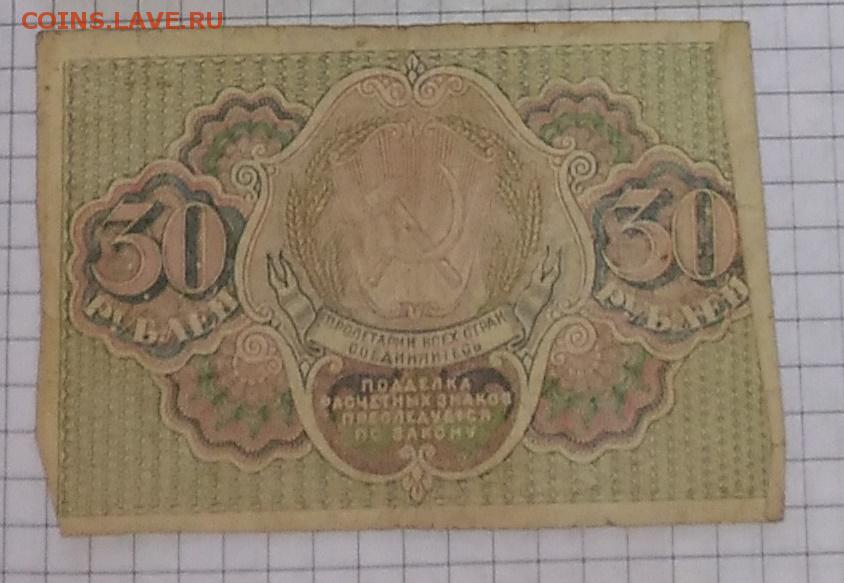 COINS.LAVE.RU
30
РУБЛЕЙ
30
РУБЛЕЙ
ПРОЛЕТАРИИ ВСЕХ СТРАН
СОЕДИНЯЙТЕСЬ
ПОДДЕЛКА
РАСЧЕТНЫХ ЗНАКОВ
ПРЕСЛЕДУЕТСЯ
ПО ЗАКОНУ